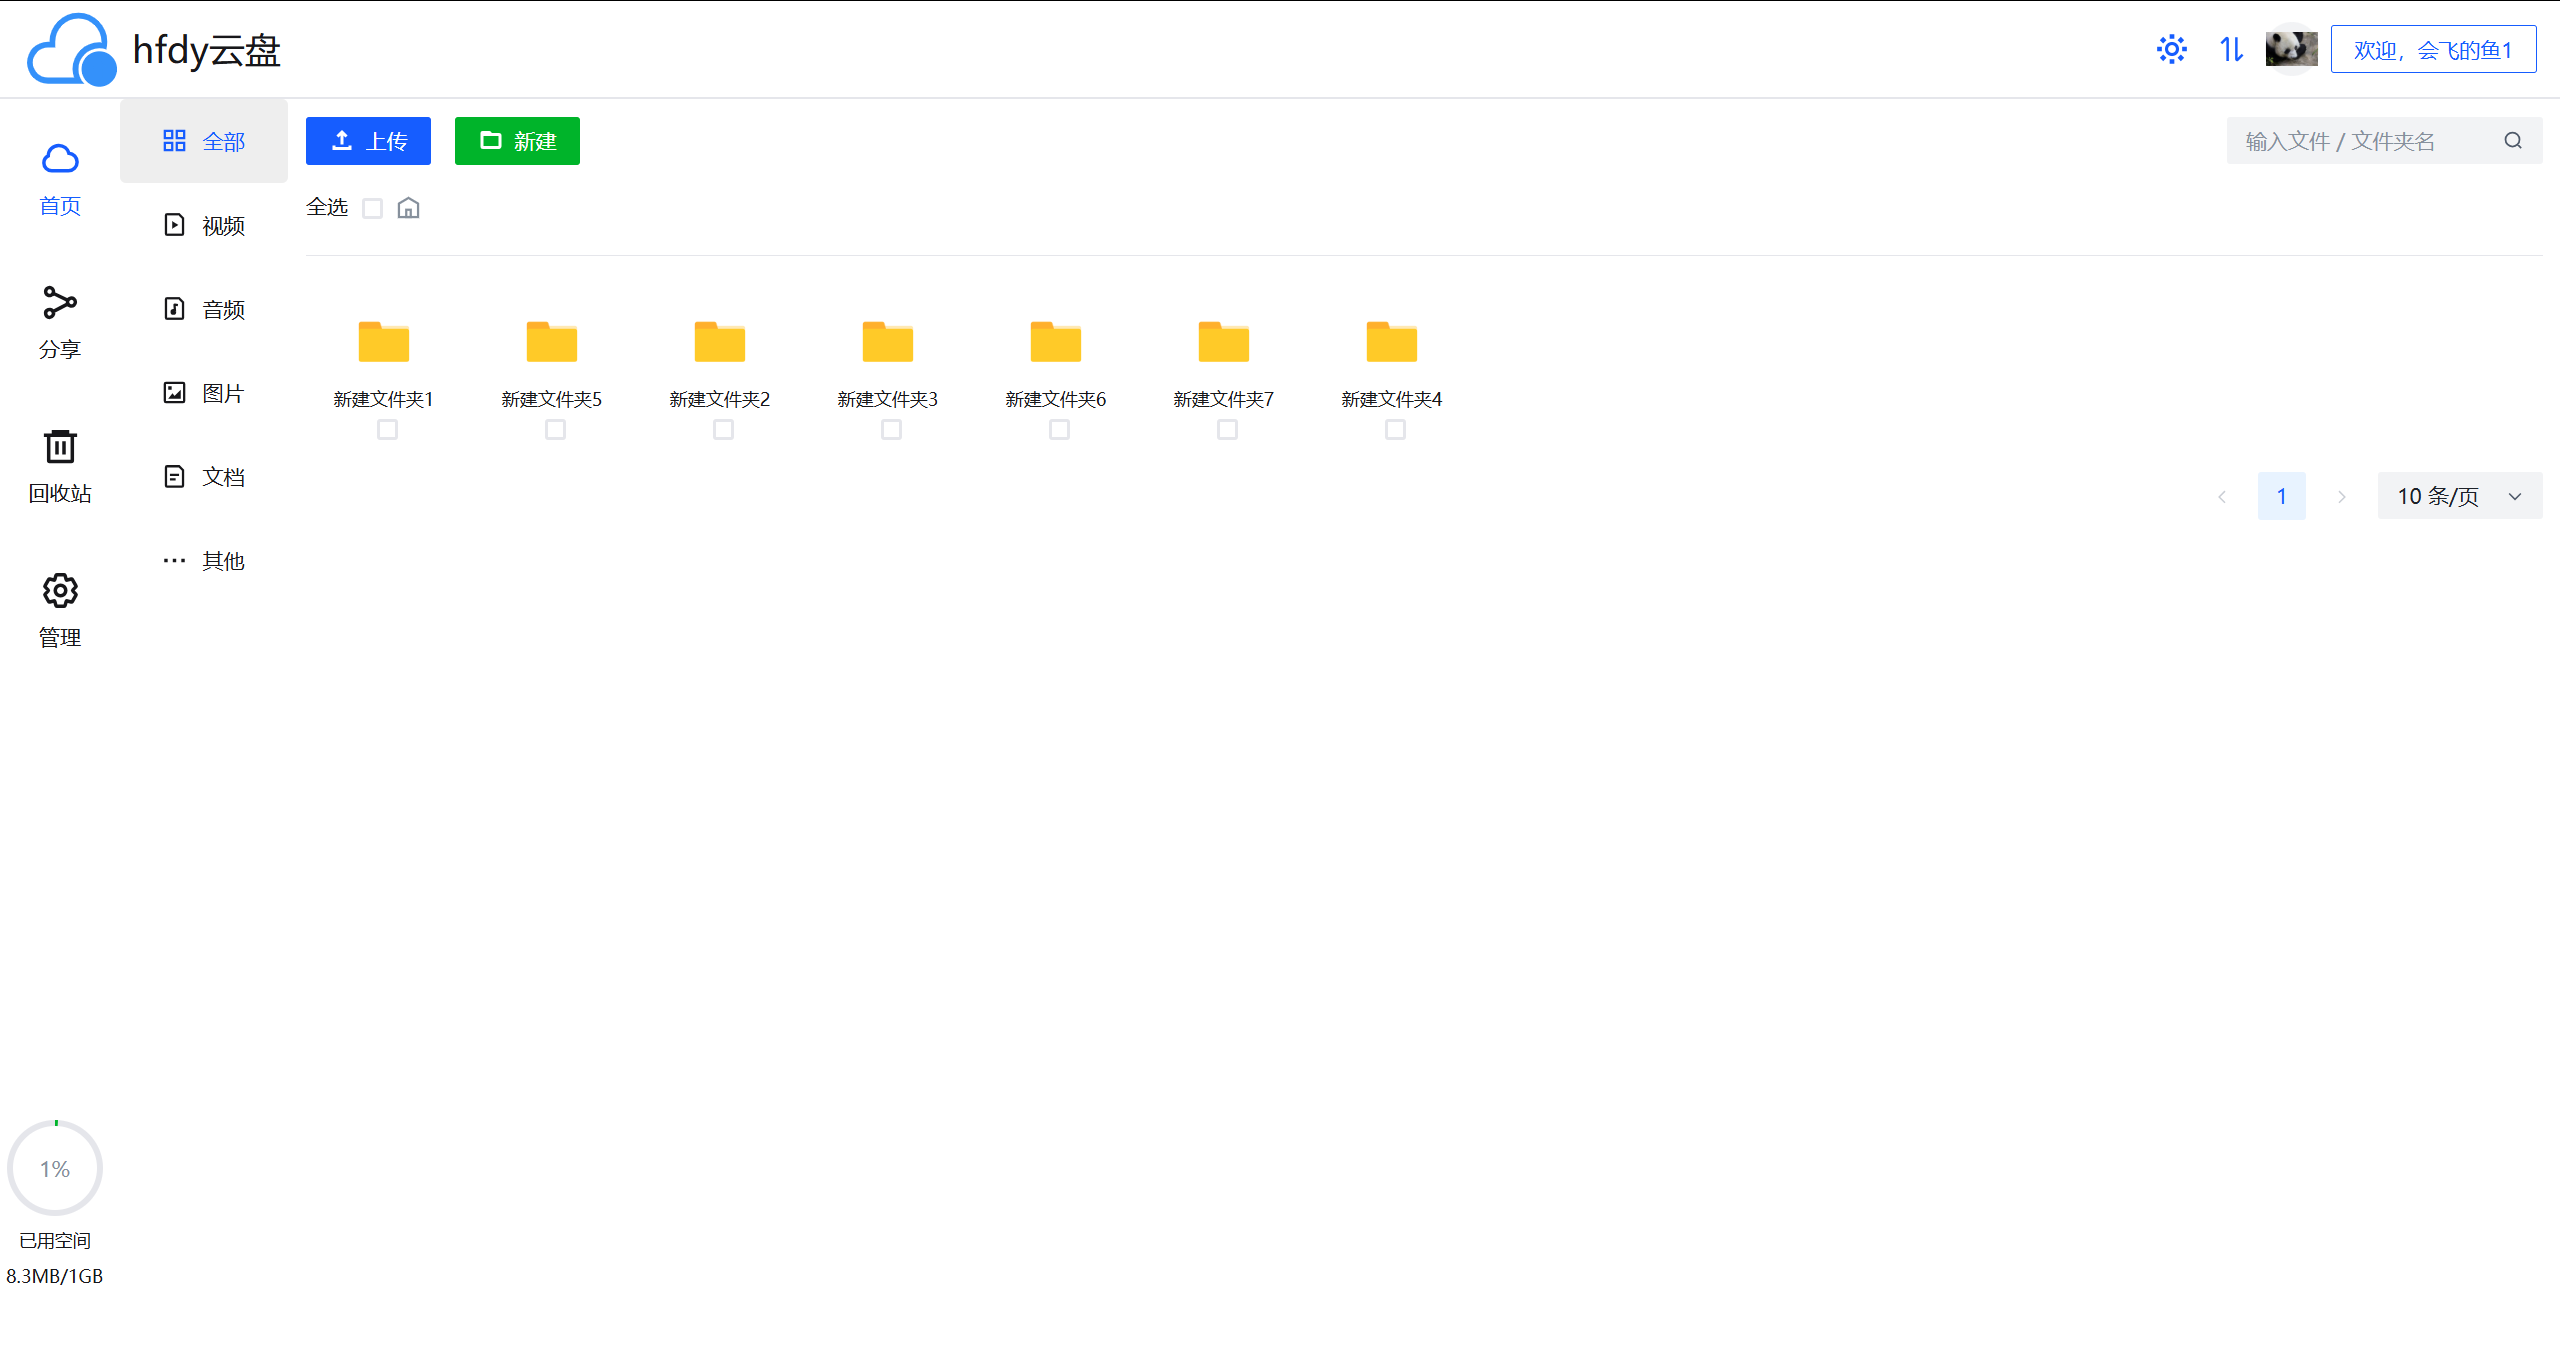 hfdy云盘
欢迎，会飞的鱼1
首页
分享
回收站
管理
全部
视频
音频
图片
文档
其他
上传 新建
输入文件 / 文件夹名
全选
新建文件夹1 新建文件夹5 新建文件夹2 新建文件夹3 新建文件夹6 新建文件夹7 新建文件夹4
1 10 条/页
1%
已用空间
8.3MB/1GB